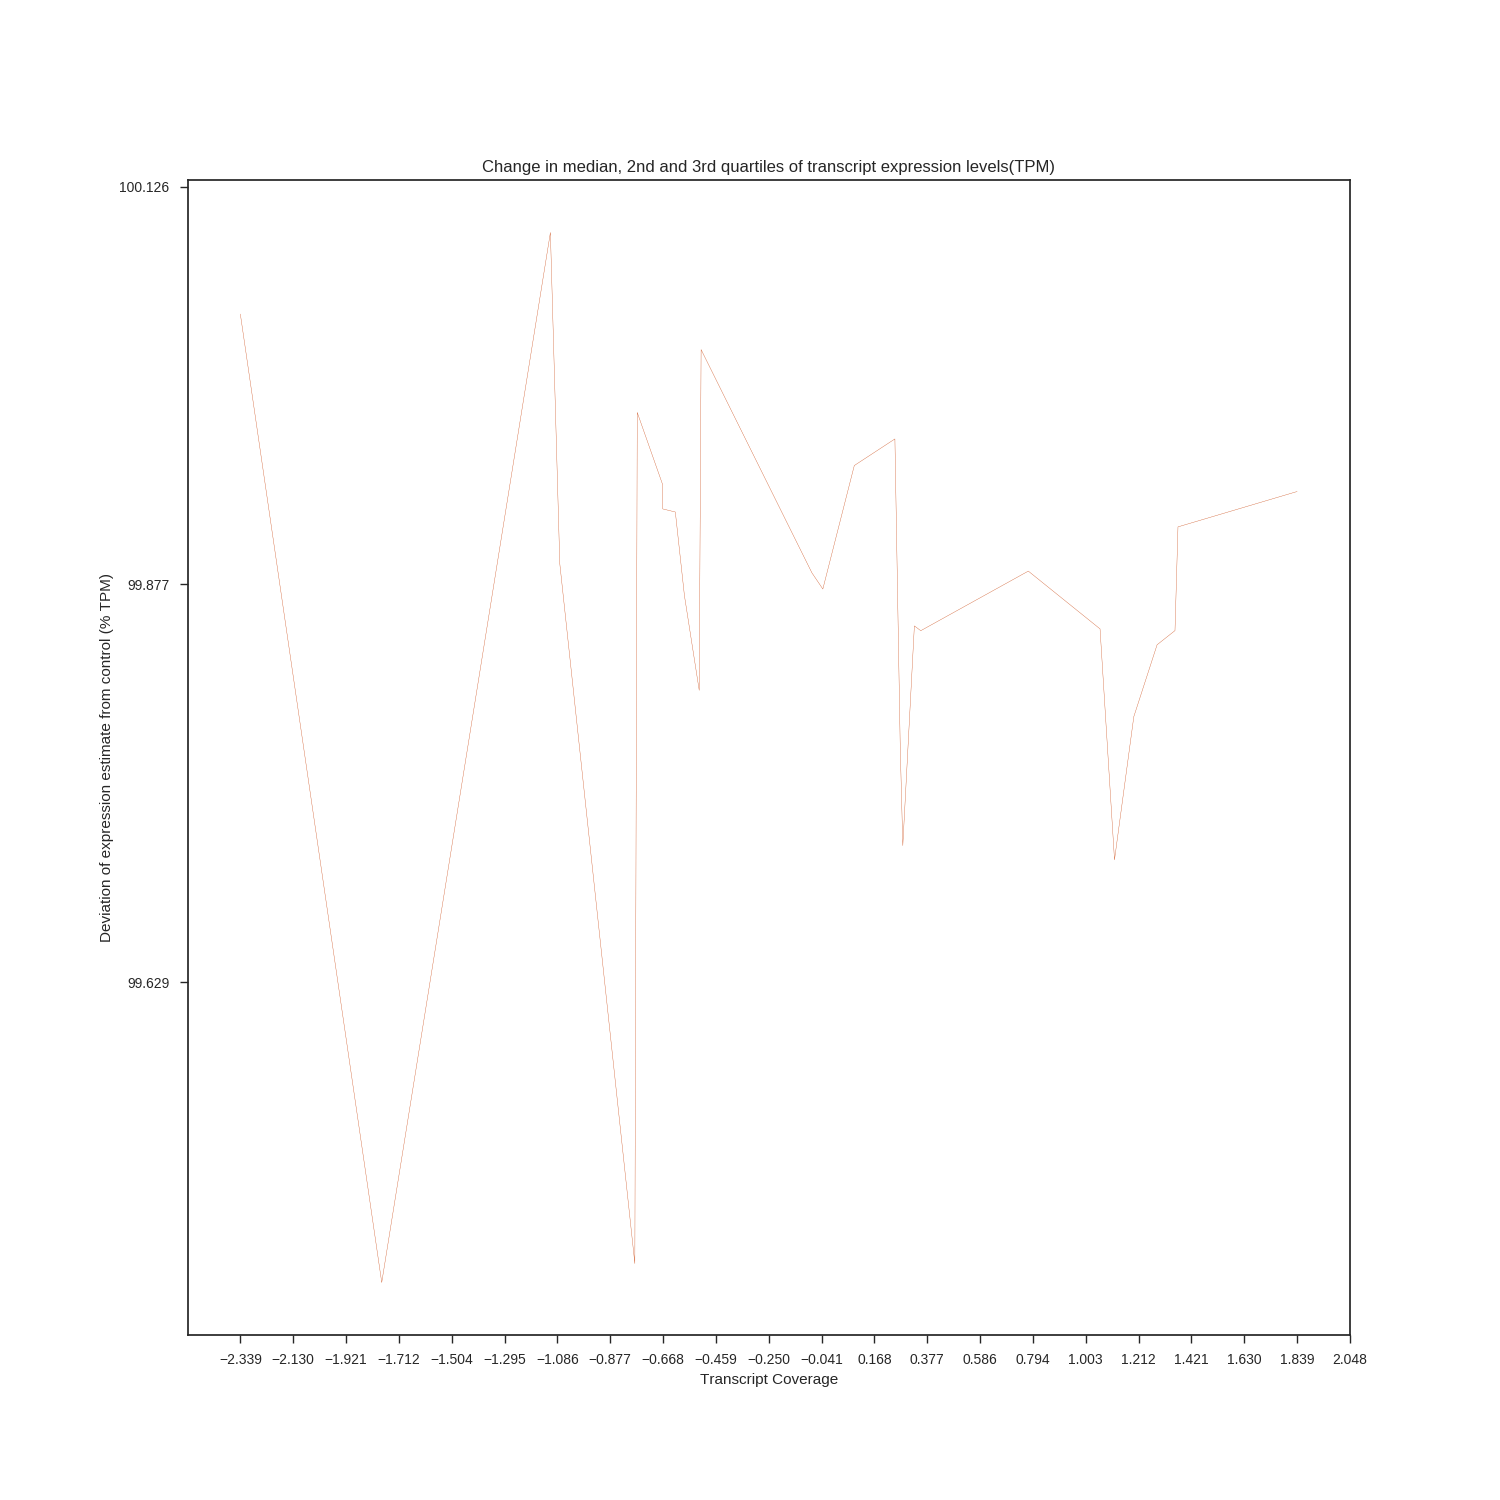 Change in median, 2nd and 3rd quartiles of transcript expression levels(TPM)
100.126
99.877
99.629
Deviation of expression estimate from control (% TPM)
−2.339 −2.130 −1.921 −1.712 −1.504 −1.295 −1.086 −0.877 −0.668 −0.459 −0.250 −0.041 0.168 0.377 0.586 0.794 1.003 1.212 1.421 1.630 1.839 2.048
Transcript Coverage